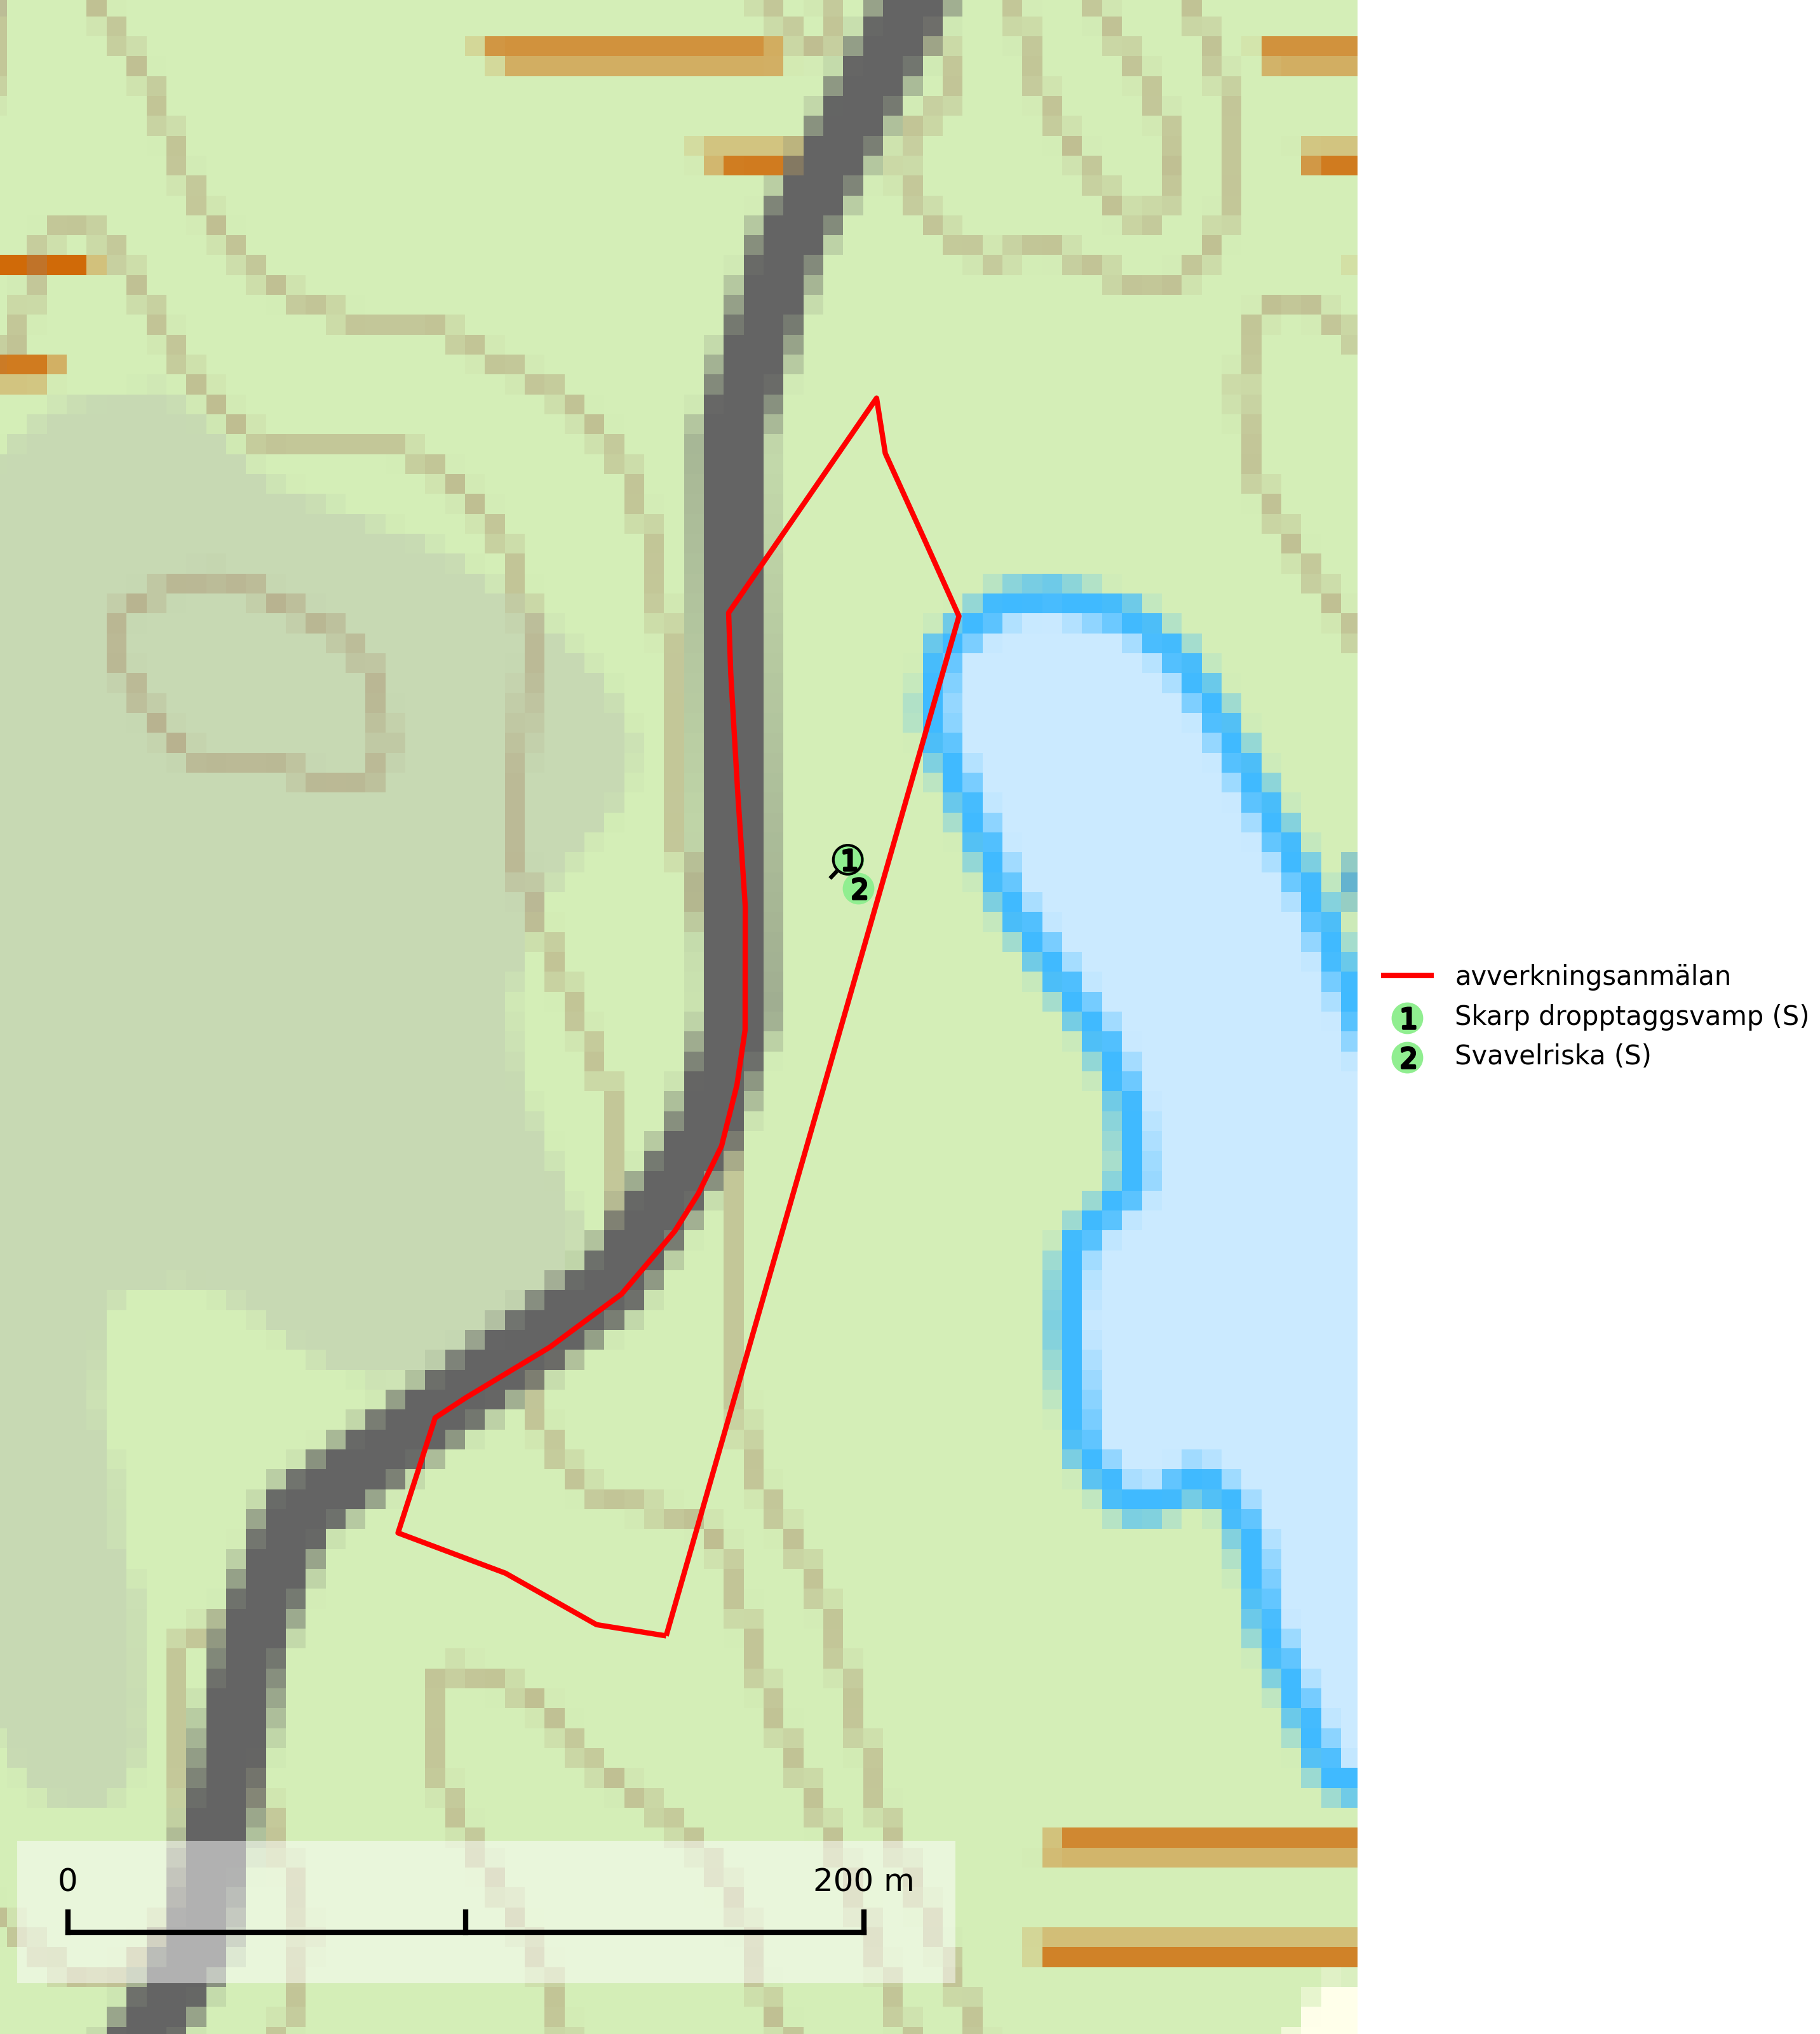 1
2
avverkningsanmälan
1 Skarp dropptaggsvamp (S)
2 Svavelriska (S)
0 200 m